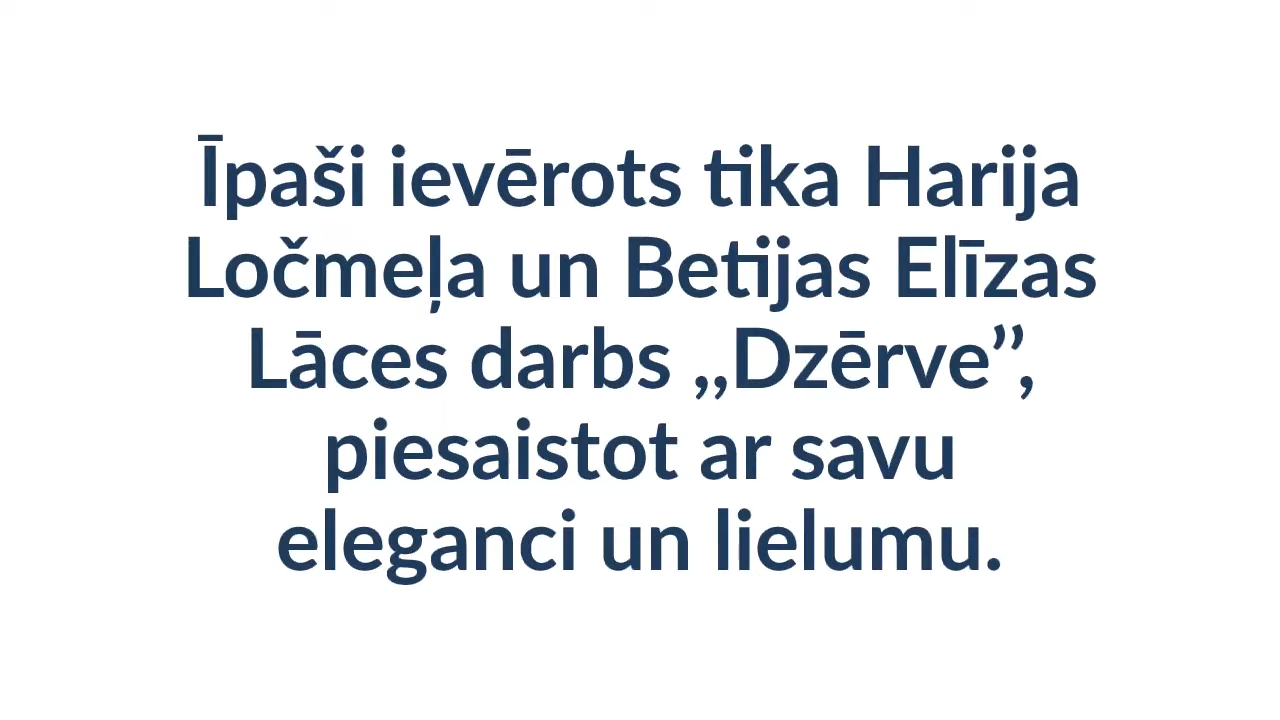 Īpaši ievērots tika Harija
Ločmeļa un Betijas Elīzas
Lāces darbs „Dzērve”,
piesaistot ar savu
eleganci un lielumu.